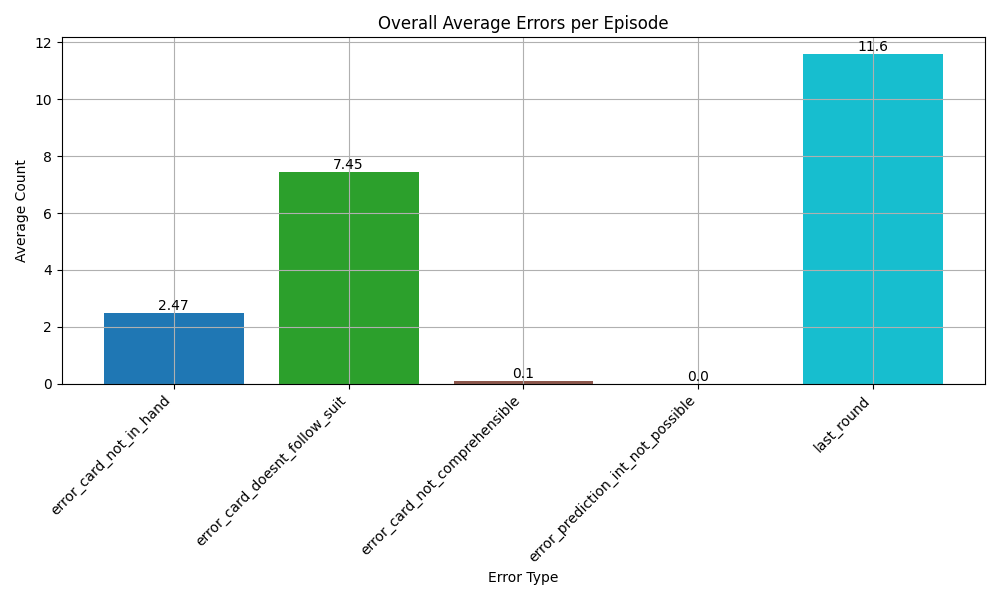 Overall Average Errors per Episode
Average Count
12
10
8
6
4
2
0
2.47
7.45
0.1
0.0
11.6
error_card_not_in_hand
error_card_doesnt_follow_suit
error_card_not_comprehensible
error_prediction_int_not_possible
last_round
Error Type